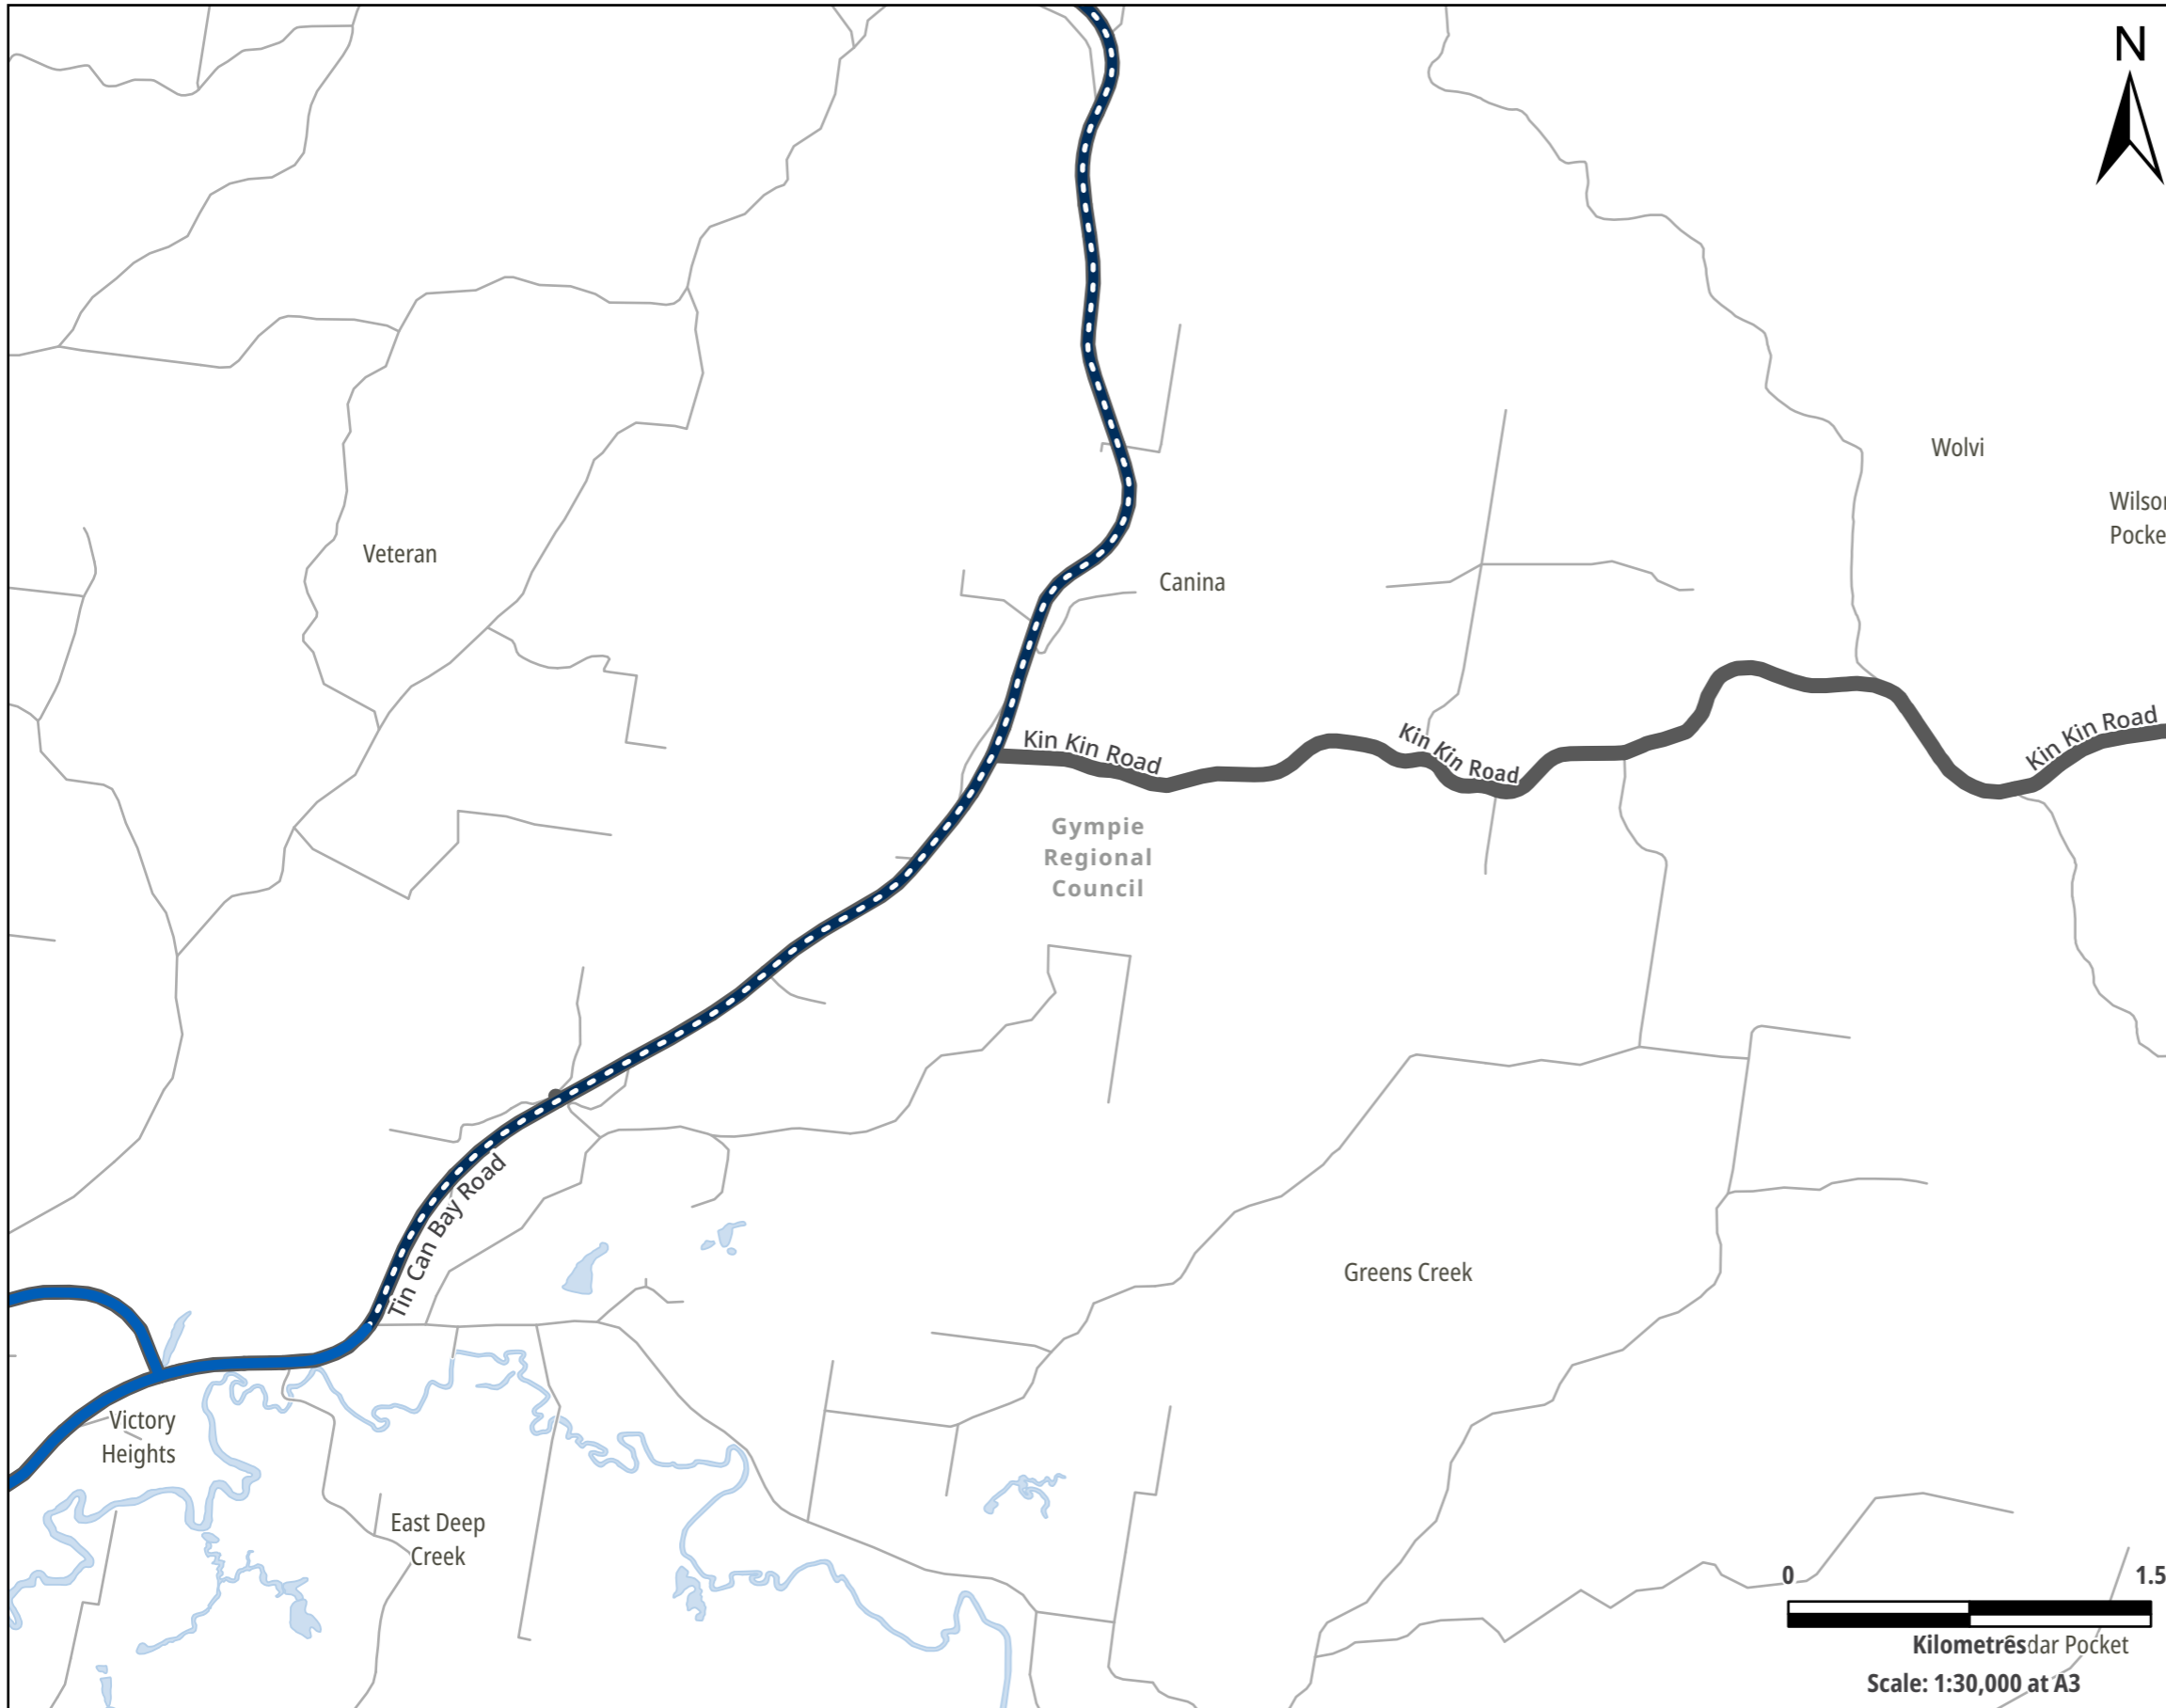 N
Wolvi
Wilson
Pocke
Veteran
Canina
Kin Kin Road
Kin Kin Road
Kin Kin Road
Gympie
Regional
Council
Tin Can Bay Road
Greens Creek
Victory
Heights
East Deep
Creek
0 1.5
Kilometres
dar Pocket
Scale: 1:30,000 at A3